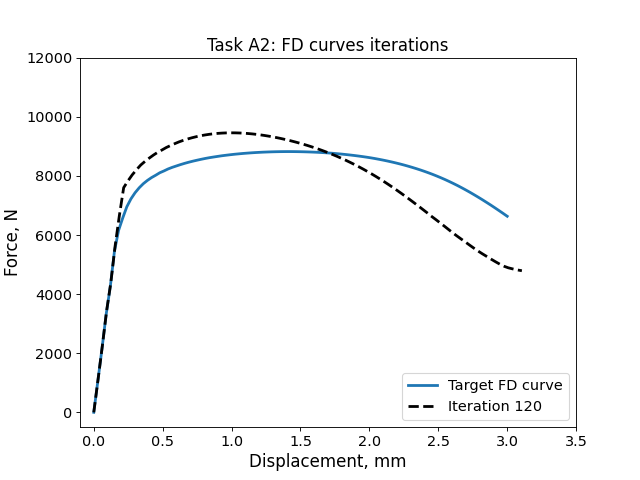 Task A2: FD curves iterations
Force, N
12000
10000
8000
6000
4000
2000
0
0.0 0.5 1.0 1.5 2.0 2.5 3.0 3.5
Displacement, mm
Target FD curve
Iteration 120